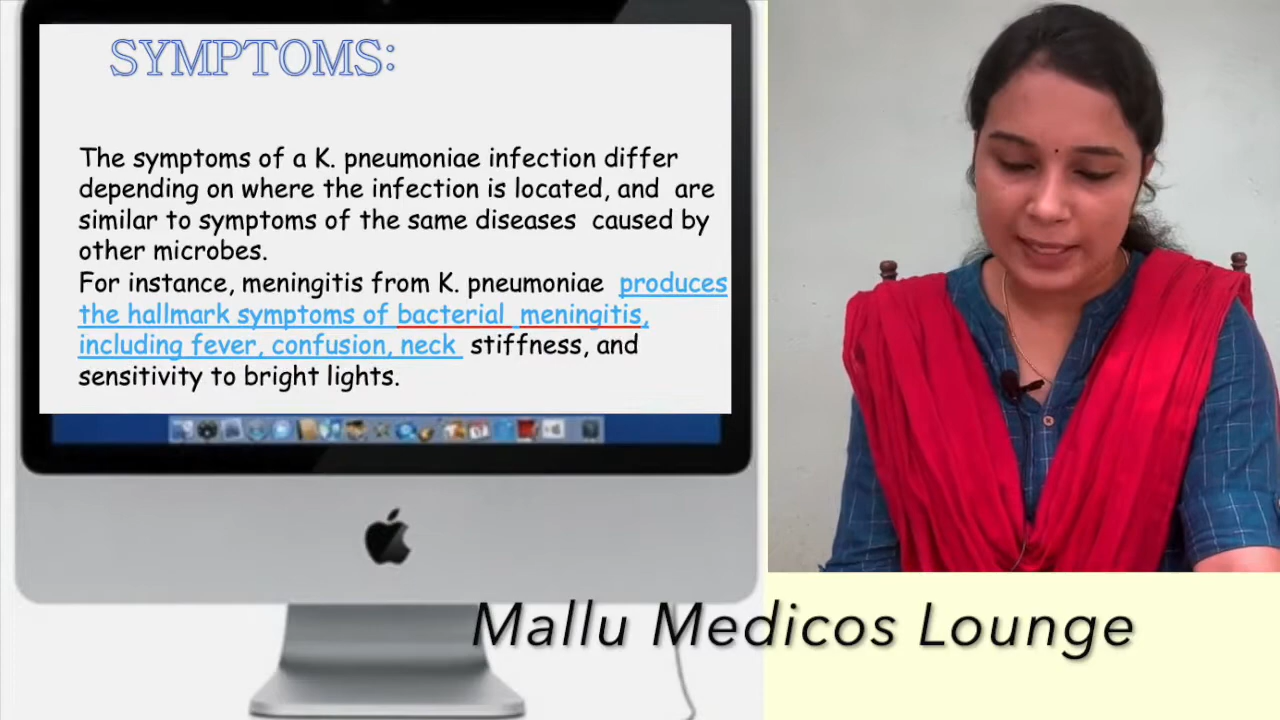 SYMPTOMS:
The symptoms of a K. pneumoniae infection differ
depending on where the infection is located, and are
similar to symptoms of the same diseases caused by
other microbes.
For instance, meningitis from K. pneumoniae produces
the hallmark symptoms of bacterial meningitis,
including fever, confusion, neck stiffness, and
sensitivity to bright lights.
Mallu Medicos Lounge